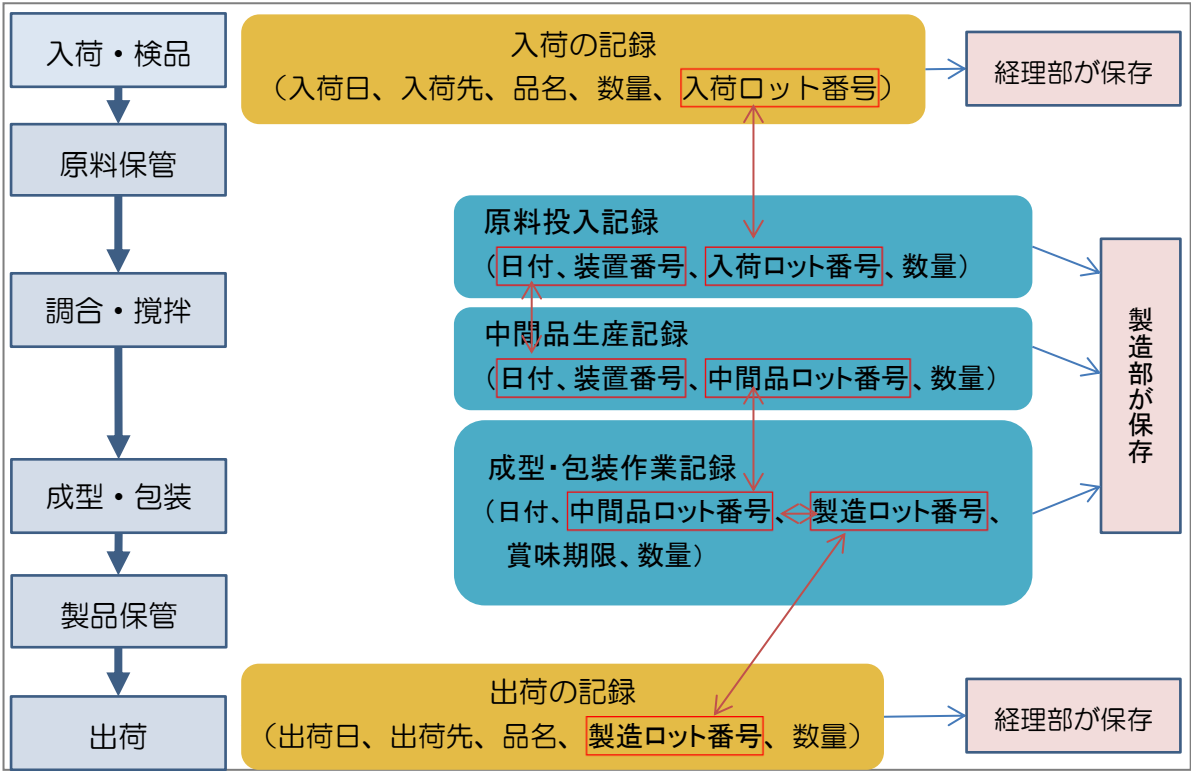 入荷・検品
原料保管
調合・撹拌
成型・包装
製品保管
出荷
入荷の記録
（入荷日、入荷先、品名、数量、入荷ロット番号）
経理部が保存
原料投入記録
（日付、装置番号、入荷ロット番号、数量）
中間品生産記録
（日付、装置番号、中間品ロット番号、数量）
成型・包装作業記録
（日付、中間品ロット番号、製造ロット番号、
賞味期限、数量）
製造部が保存
出荷の記録
（出荷日、出荷先、品名、製造ロット番号、数量）
経理部が保存